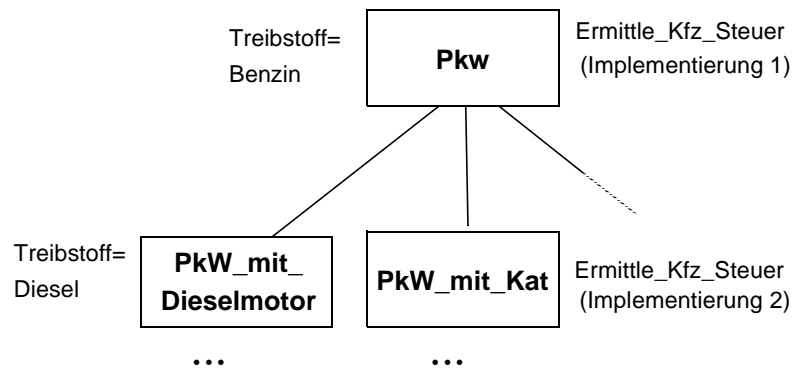 Treibstoff=
Benzin
Pkw
Ermittle_Kfz_Steuer
(Implementierung 1)
Treibstoff=
Diesel
PkW_mit_
Dieselmotor
PkW_mit_Kat
Ermittle_Kfz_Steuer
(Implementierung 2)
... ...